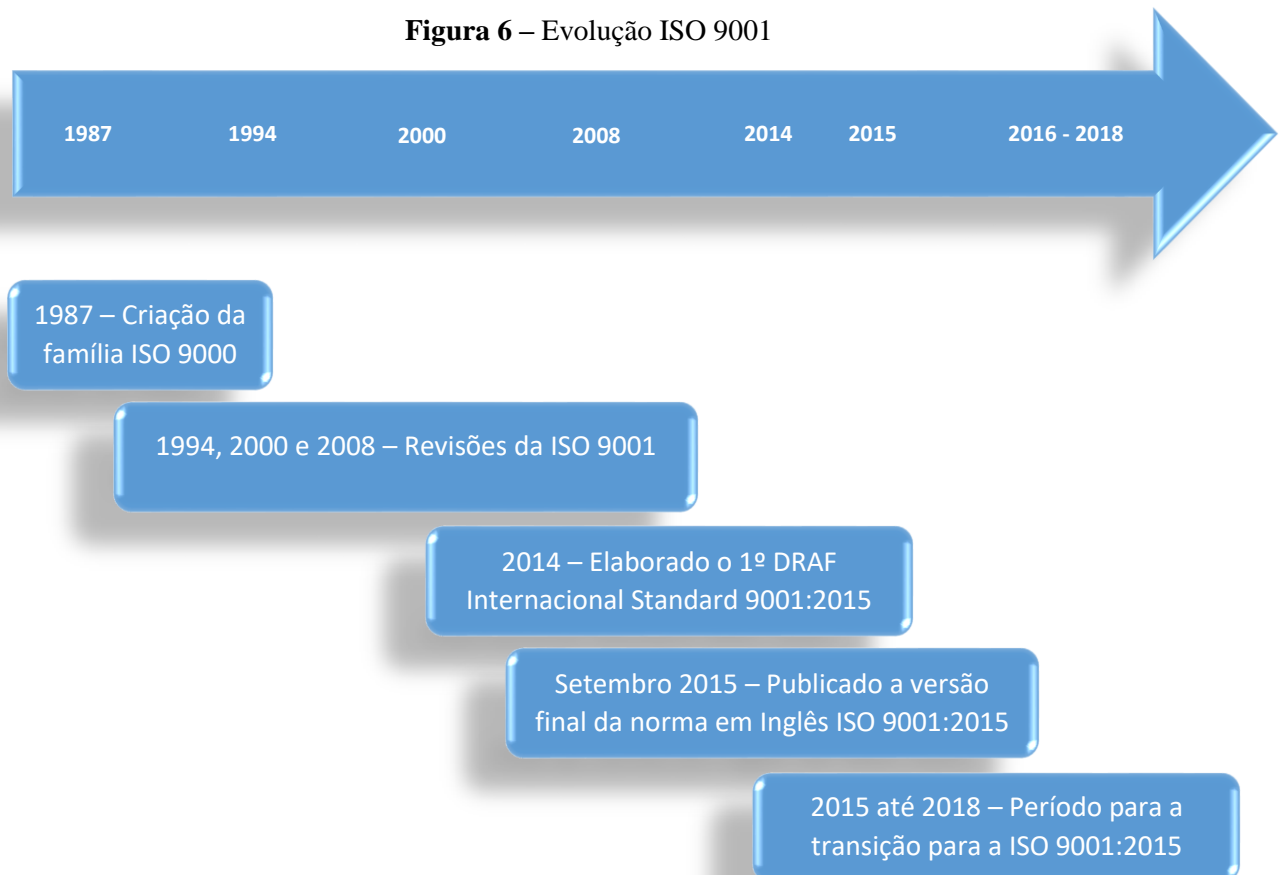 Figura 6 – Evolução ISO 9001
1987 1994 2000 2008 2014 2015 2016 - 2018
1987 – Criação da
família ISO 9000
1994, 2000 e 2008 – Revisões da ISO 9001
2014 – Elaborado o 1º DRAF
Internacional Standard 9001:2015
Setembro 2015 – Publicado a versão
final da norma em Inglês ISO 9001:2015
2015 até 2018 – Período para a
transição para a ISO 9001:2015